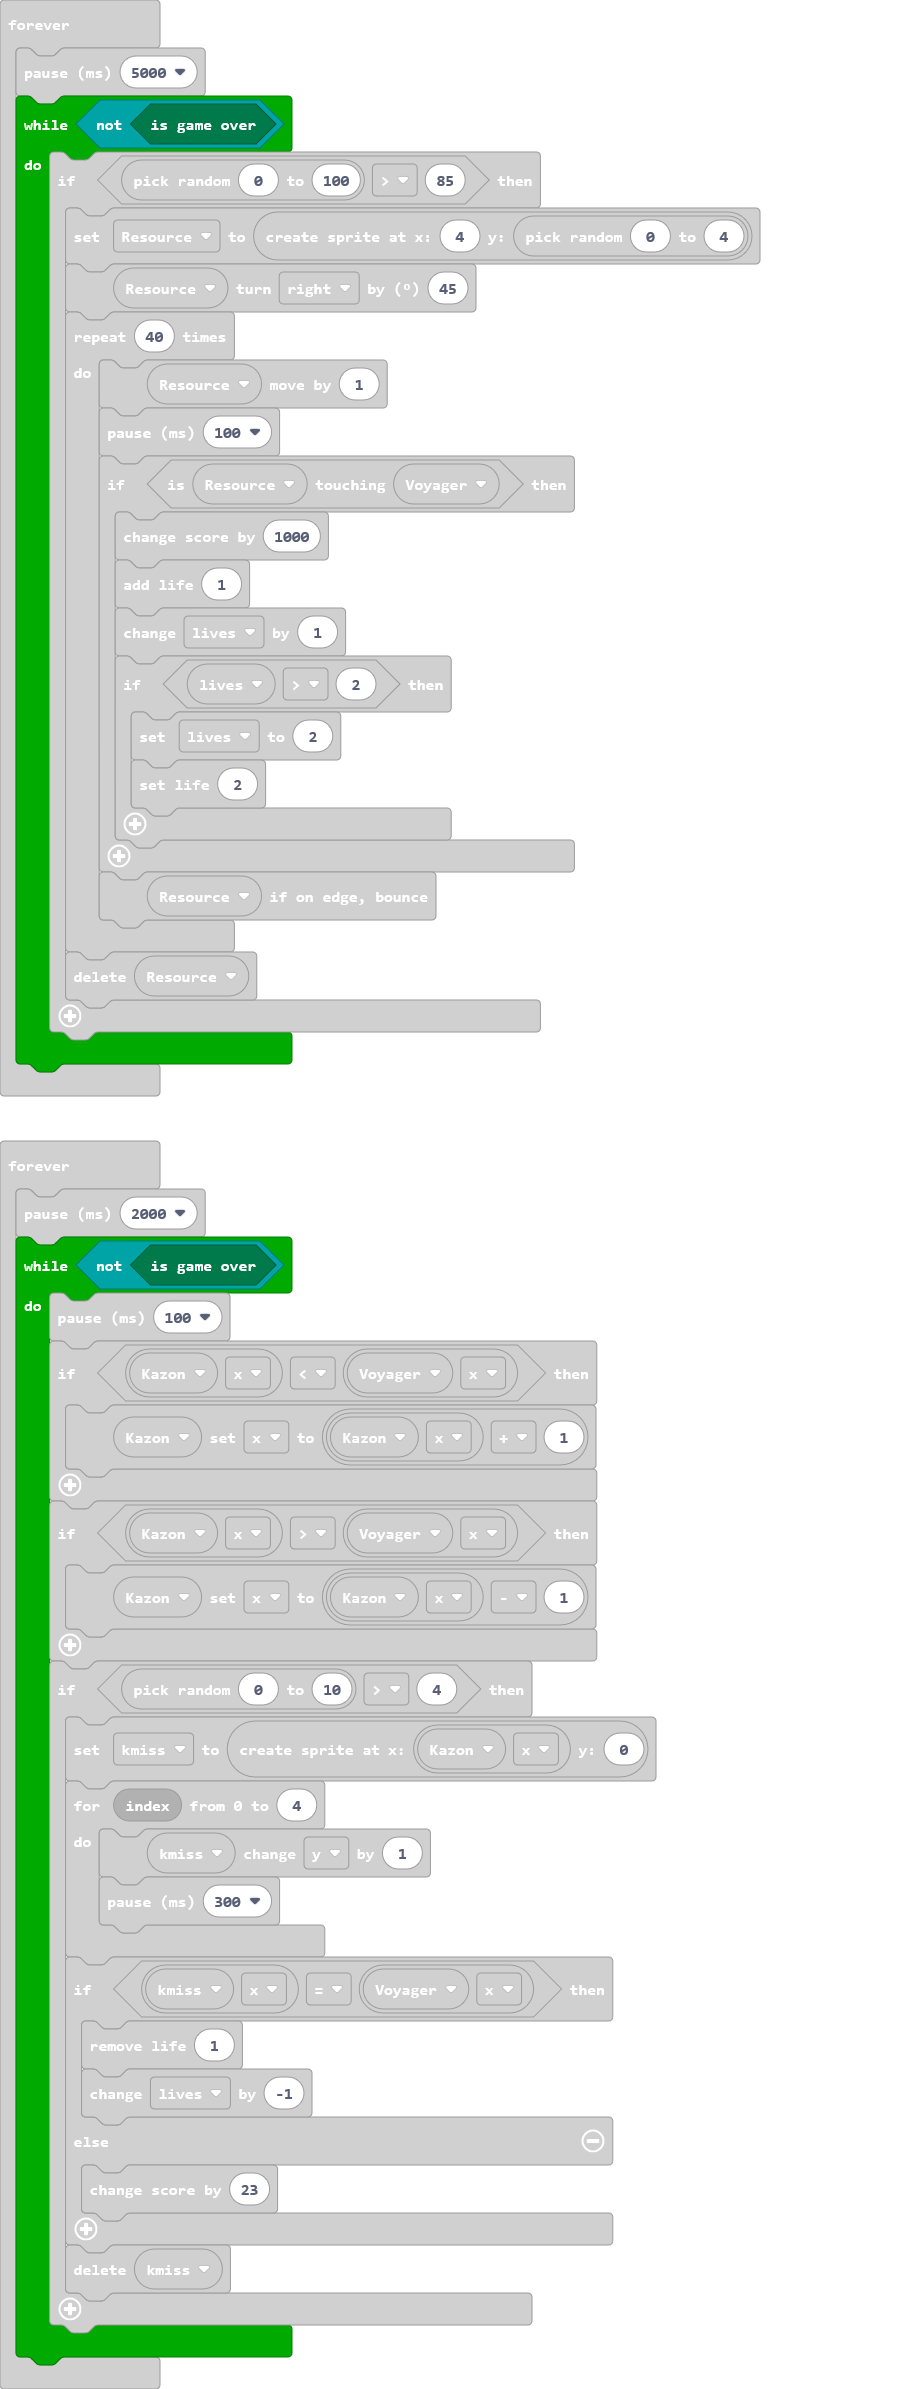 forever
pause (ms) 5000
while not is game over
do
if pick random 0 to 100 > 85 then
set Resource to create sprite at x: 4 y: pick random 0 to 4
Resource turn right by (º) 45
repeat 40 times
do
Resource move by 1
pause (ms) 100
if is Resource touching Voyager then
change score by 1000
add life 1
change lives by 1
if lives > 2 then
set lives to 2
set life 2
Resource if on edge, bounce
delete Resource
forever
pause (ms) 2000
while not is game over
do
pause (ms) 100
if Kazon x < Voyager x then
Kazon set x to Kazon x + 1
if Kazon x > Voyager x then
Kazon set x to Kazon x - 1
if pick random 0 to 10 > 4 then
set kmiss to create sprite at x: Kazon x y: 0
for index from 0 to 4
do
kmiss change y by 1
pause (ms) 300
if kmiss x = Voyager x then
remove life 1
change lives by -1
else
change score by 23
delete kmiss